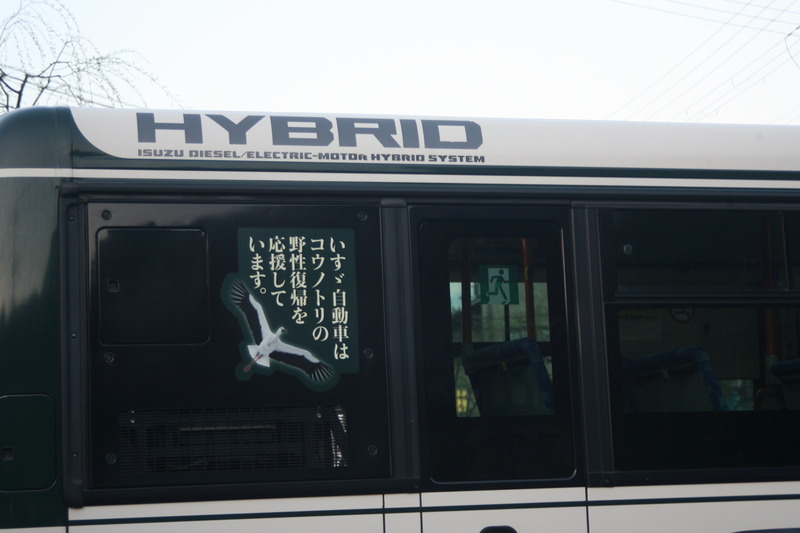 HYBRID
ISUZU DIESEL/ELECTRIC-MOTOR HYBRID SYSTEM
いすゞ自動車は
コウノトリの
野性復帰を
応援して
います。